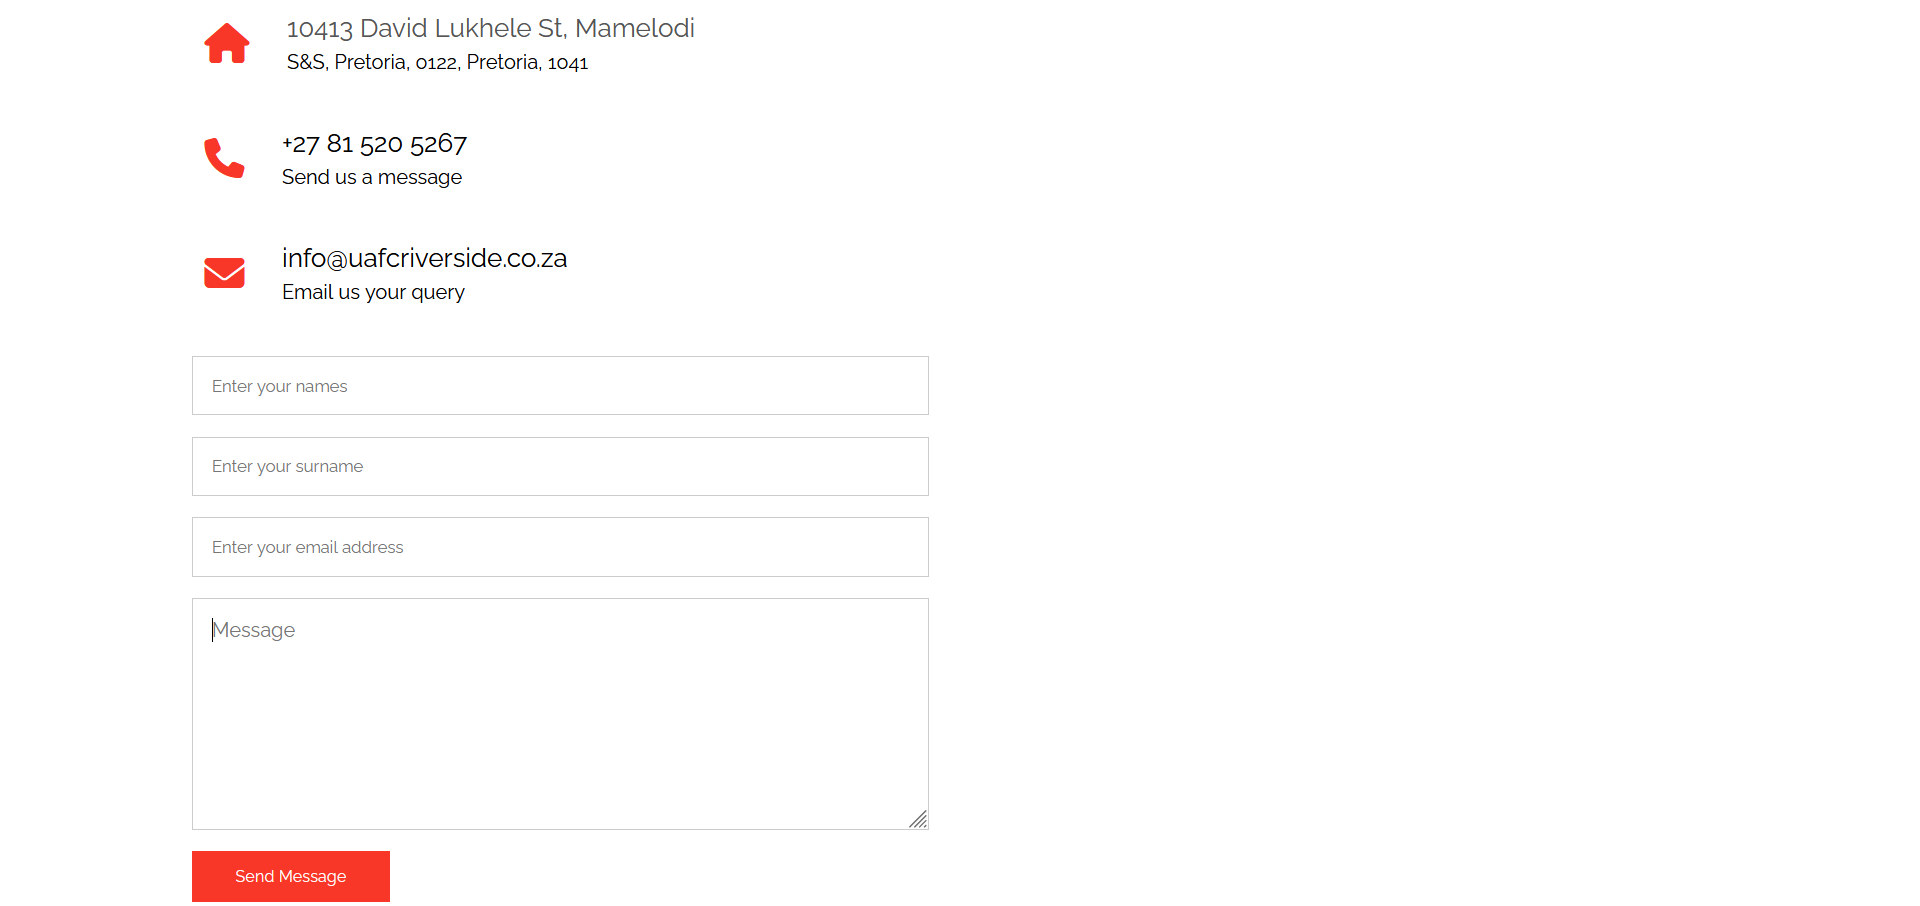 10413 David Lukhele St, Mamelodi
S&S, Pretoria, 0122, Pretoria, 1041
+27 81 520 5267
Send us a message
info@uafcriverside.co.za
Email us your query
Enter your names
Enter your surname
Enter your email address
Message
Send Message